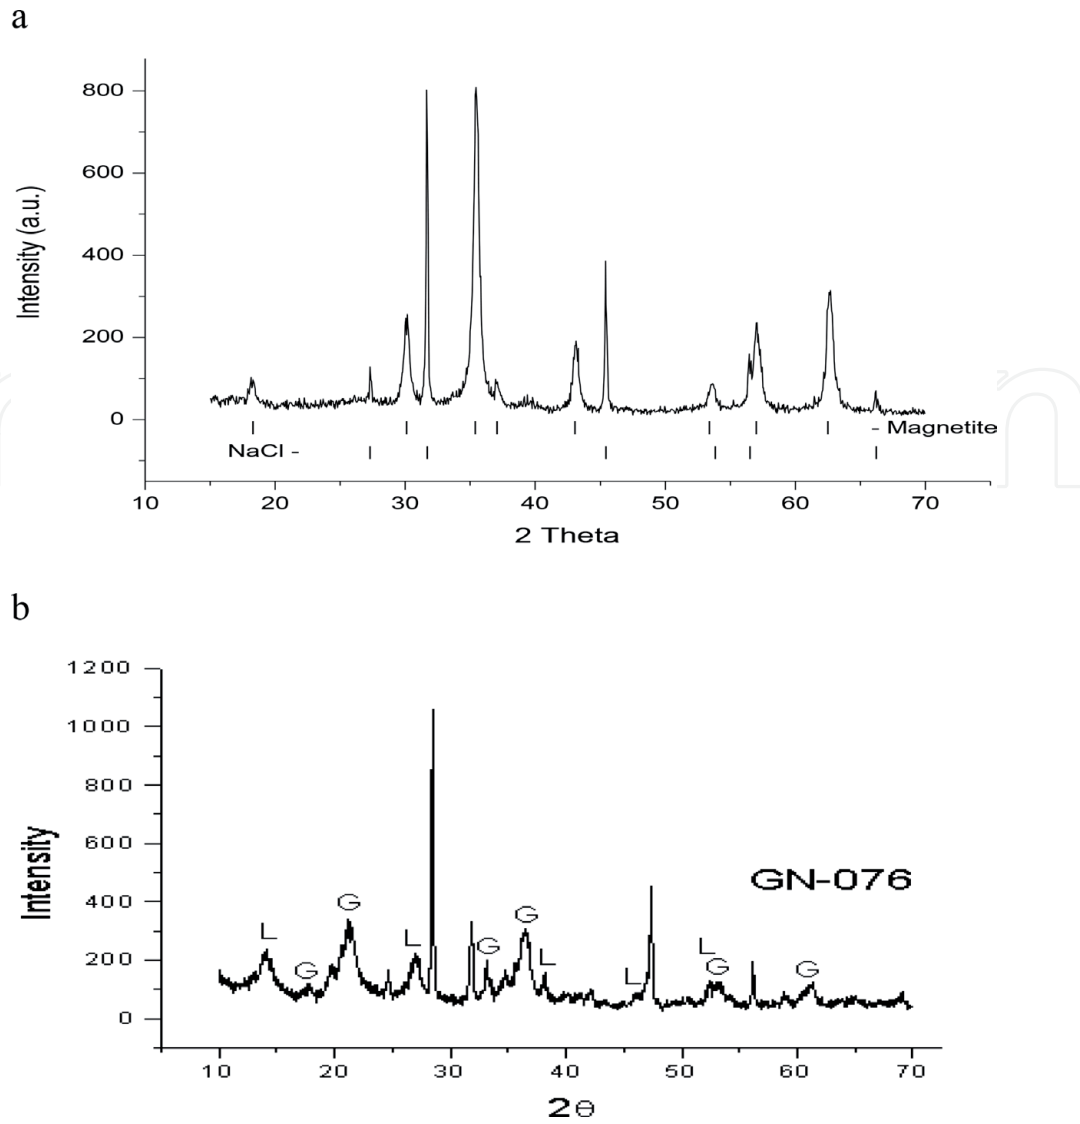 a
800
600
400
200
0
Intensity (a.u.)
- Magnetite
NaCl -
10 20 30 40 50 60 70
2 Theta
b
1200
1000
800
600
400
200
0
Intensity
GN-076
L G G L G G L L L G G
10 20 30 40 50 60 70
2θ